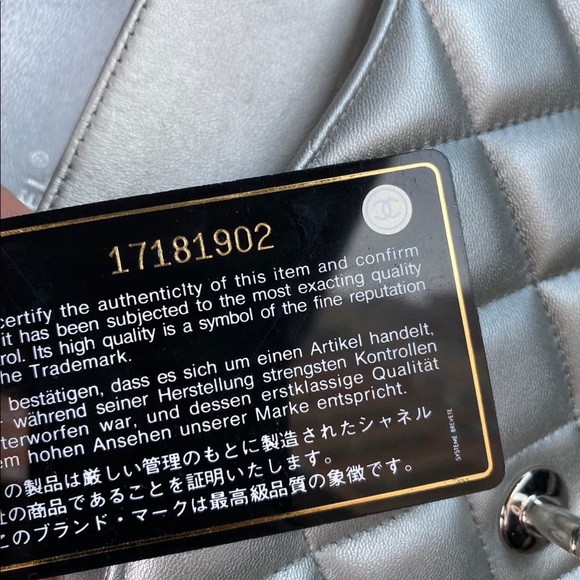 17181902
certify the authenticity of this item and confirm
it has been subjected to the most exacting quality
rol. Its high quality is a symbol of the fine reputation
he Trademark.
bestätigen, dass es sich um einen Artikel handelt,
r während seiner Herstellung strengsten Kontrollen
terworfen war, und dessen erstklassige Qualität
em hohen Ansehen unserer Marke entspricht.
の製品は厳しい管理のもとに製造されたシャネル
社の商品であることを証明いたします。
このブランド・マークは最高級品質の象徴です。
SYSTEME BREVETE